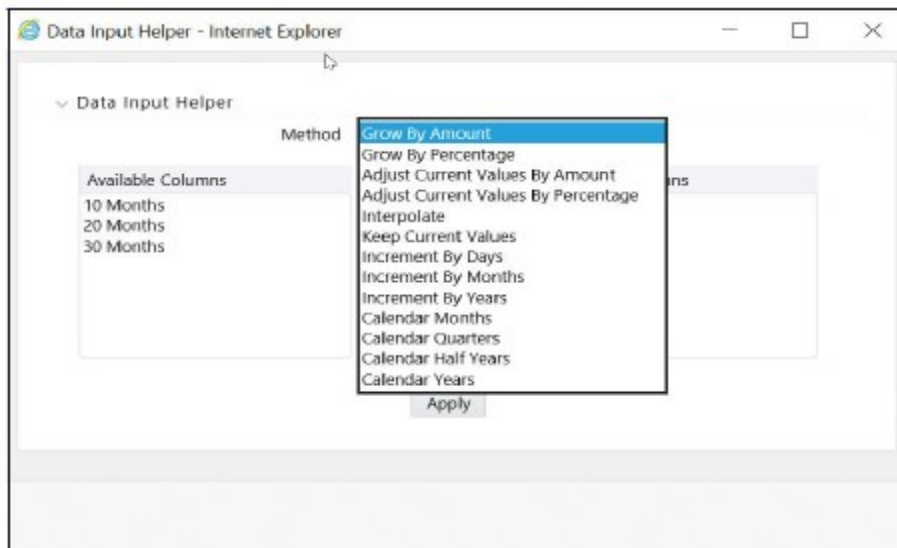 Data Input Helper - Internet Explorer
Data Input Helper
Method
Grow By Amount
Grow By Percentage
Adjust Current Values By Amount
Adjust Current Values By Percentage
Interpolate
Keep Current Values
Increment By Days
Increment By Months
Increment By Years
Calendar Months
Calendar Quarters
Calendar Half Years
Calendar Years
Available Columns
10 Months
20 Months
30 Months
Apply